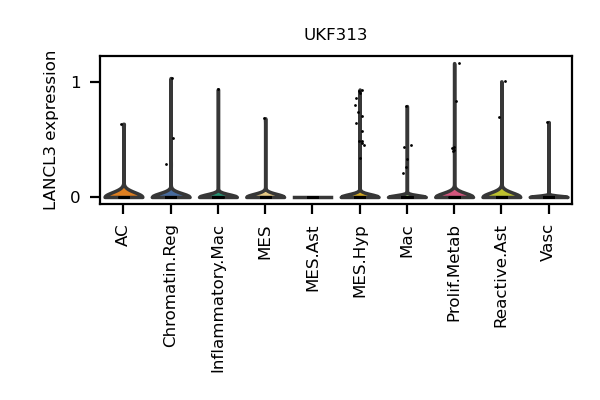 UKF313
LANCL3 expression
1
0
AC
Chromatin.Reg
Inflammatory.Mac
MES
MES.Ast
MES.Hyp
Mac
Prolif.Metab
Reactive.Ast
Vasc